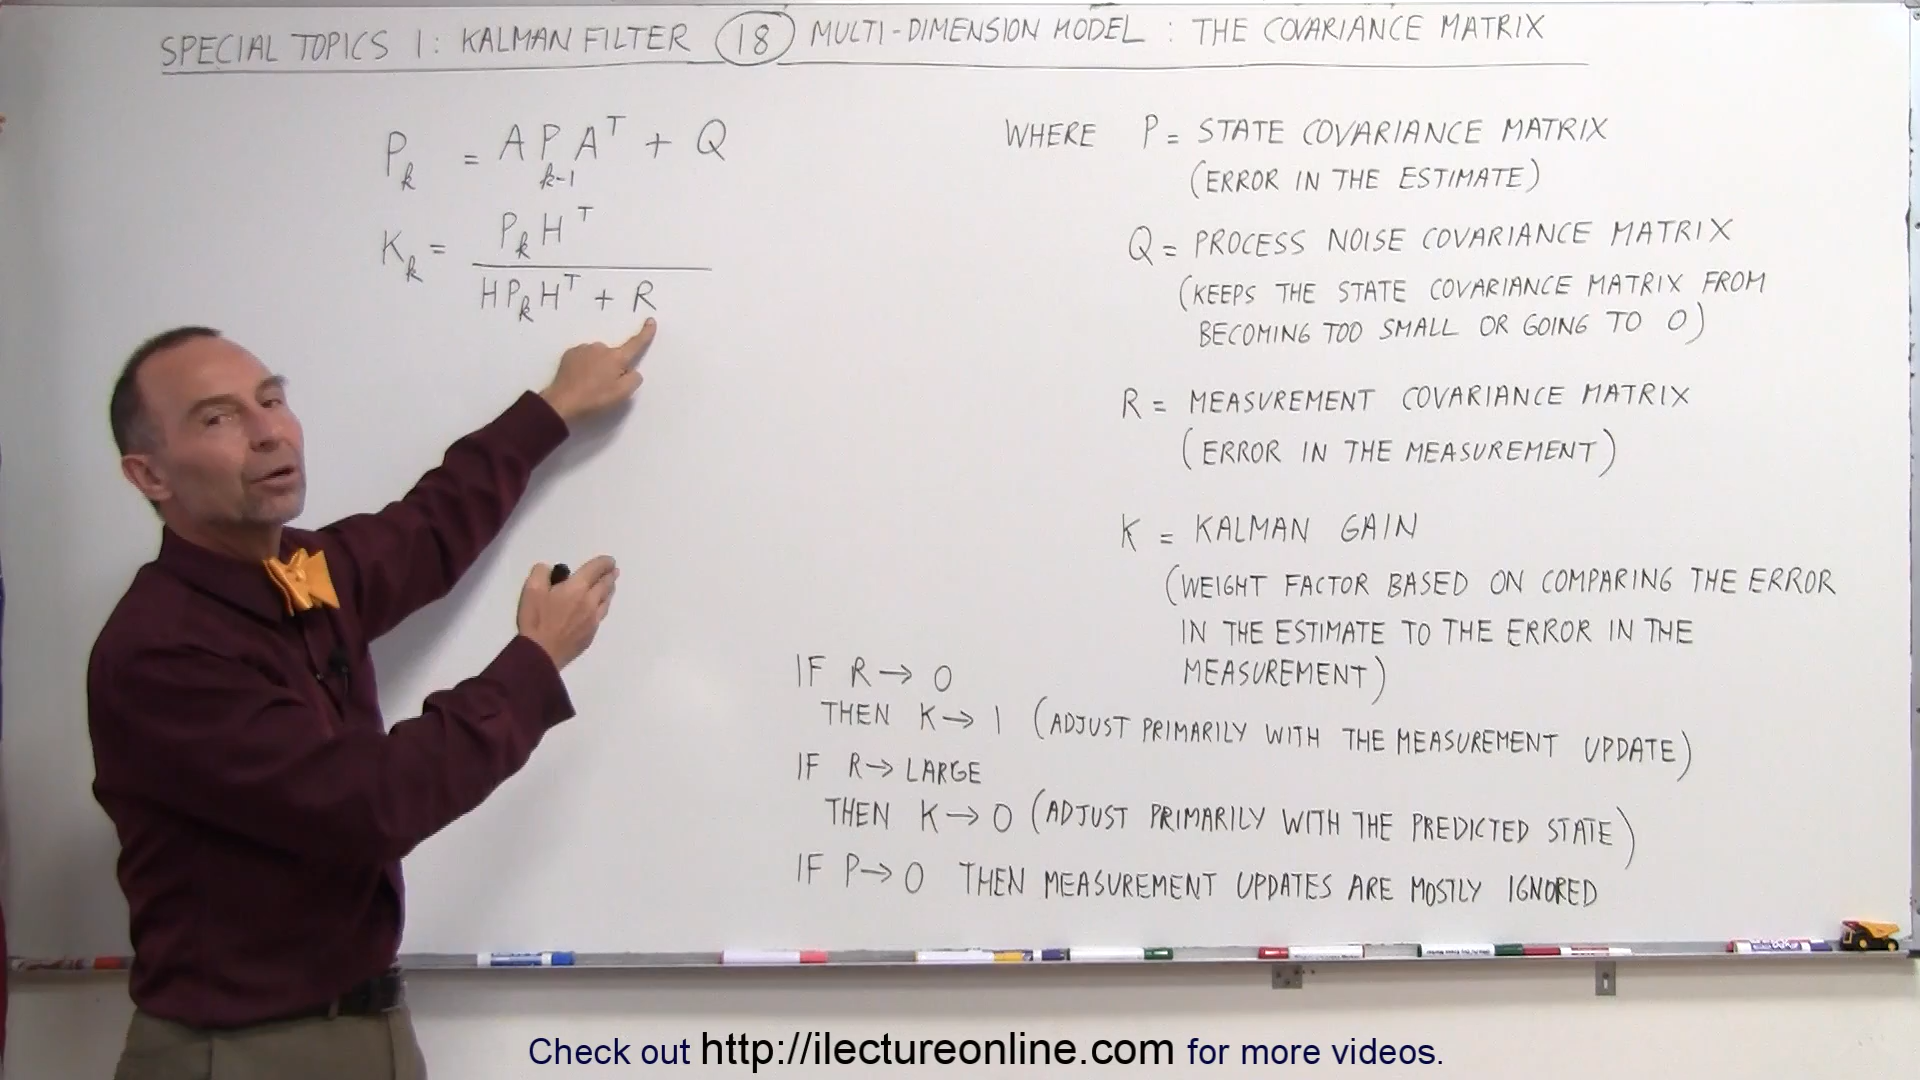 SPECIAL TOPICS 1: KALMAN FILTER (18) MULTI-DIMENSION MODEL: THE COVARIANCE MATRIX
P_k = A P_{k-1} A^T + Q
K_k = P_k H^T / (H P_k H^T + R)
WHERE P = STATE COVARIANCE MATRIX
(ERROR IN THE ESTIMATE)
Q = PROCESS NOISE COVARIANCE MATRIX
(KEEPS THE STATE COVARIANCE MATRIX FROM
BECOMING TOO SMALL OR GOING TO 0)
R = MEASUREMENT COVARIANCE MATRIX
(ERROR IN THE MEASUREMENT)
K = KALMAN GAIN
(WEIGHT FACTOR BASED ON COMPARING THE ERROR
IN THE ESTIMATE TO THE ERROR IN THE
MEASUREMENT)
IF R → 0
THEN K → 1 (ADJUST PRIMARILY WITH THE MEASUREMENT UPDATE)
IF R → LARGE
THEN K → 0 (ADJUST PRIMARILY WITH THE PREDICTED STATE)
IF P → 0 THEN MEASUREMENT UPDATES ARE MOSTLY IGNORED
Check out http://ilectureonline.com for more videos.